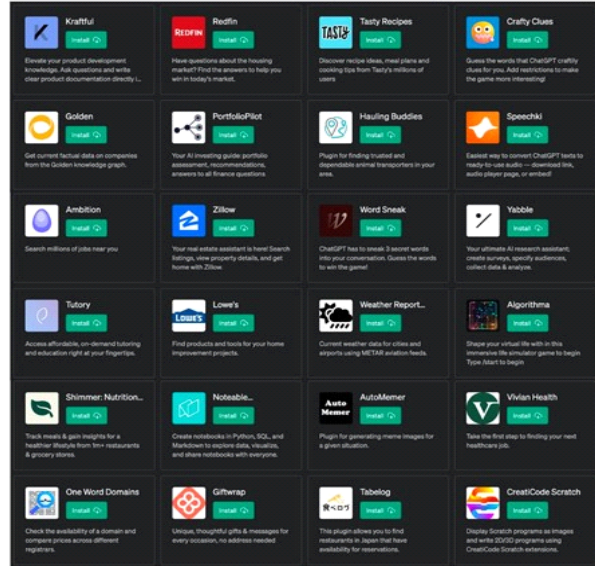 Kraftful
Install
Elevate your product development
knowledge. Ask questions and write
clear product documentation directly i...
REDFIN
Redfin
Install
Have questions about the housing
market? Find the answers to help you
win in today's market.
TASTY
Tasty Recipes
Install
Discover recipe ideas, meal plans and
cooking tips from Tasty's millions of
users
Crafty Clues
Install
Guess the words that ChatGPT craftily
clues for you. Add restrictions to make
the game more interesting!
Golden
Install
Get current factual data on companies
from the Golden knowledge graph.
PortfolioPilot
Install
Your AI investing guide: portfolio
assessment, recommendations,
answers to all finance questions
Hauling Buddies
Install
Plugin for finding trusted and
dependable animal transporters in your
area.
Speechki
Install
Easiest way to convert ChatGPT texts to
ready-to-use audio — download link,
audio player page, or embed!
Ambition
Install
Search millions of jobs near you
Zillow
Install
Your real estate assistant is here! Search
listings, view property details, and get
home with Zillow.
W
Word Sneak
Install
ChatGPT has to sneak 3 secret words
into your conversation. Guess the words
to win the game!
Yabble
Install
Your ultimate AI research assistant;
create surveys, specify audiences,
collect data & analyze.
Tutory
Install
Access affordable, on-demand tutoring
and education right at your fingertips.
LOWE'S
Lowe's
Install
Find products and tools for your home
improvement projects.
Weather Report...
Install
Current weather data for cities and
airports using METAR aviation feeds.
Algorithma
Install
Shape your virtual life with in this
immersive life simulator game to begin
Type /start to begin
Shimmer: Nutrition...
Install
Track meals & gain insights for a
healthier lifestyle from 1m+ restaurants
& grocery stores.
Noteable...
Install
Create notebooks in Python, SQL, and
Markdown to explore data, visualize,
and share notebooks with everyone.
Auto
Memer
AutoMemer
Install
Plugin for generating meme images for
a given situation.
V
Vivian Health
Install
Take the first step to finding your next
healthcare job.
One Word Domains
Install
Check the availability of a domain and
compare prices across different
registrars.
Giftwrap
Install
Unique, thoughtful gifts & messages for
every occasion, no address needed
食べログ
Tabelog
Install
This plugin allows you to find
restaurants in Japan that have
availability for reservations.
CreatiCode Scratch
Install
Display Scratch programs as images
and write 2D/3D programs using
CreatiCode Scratch extensions.